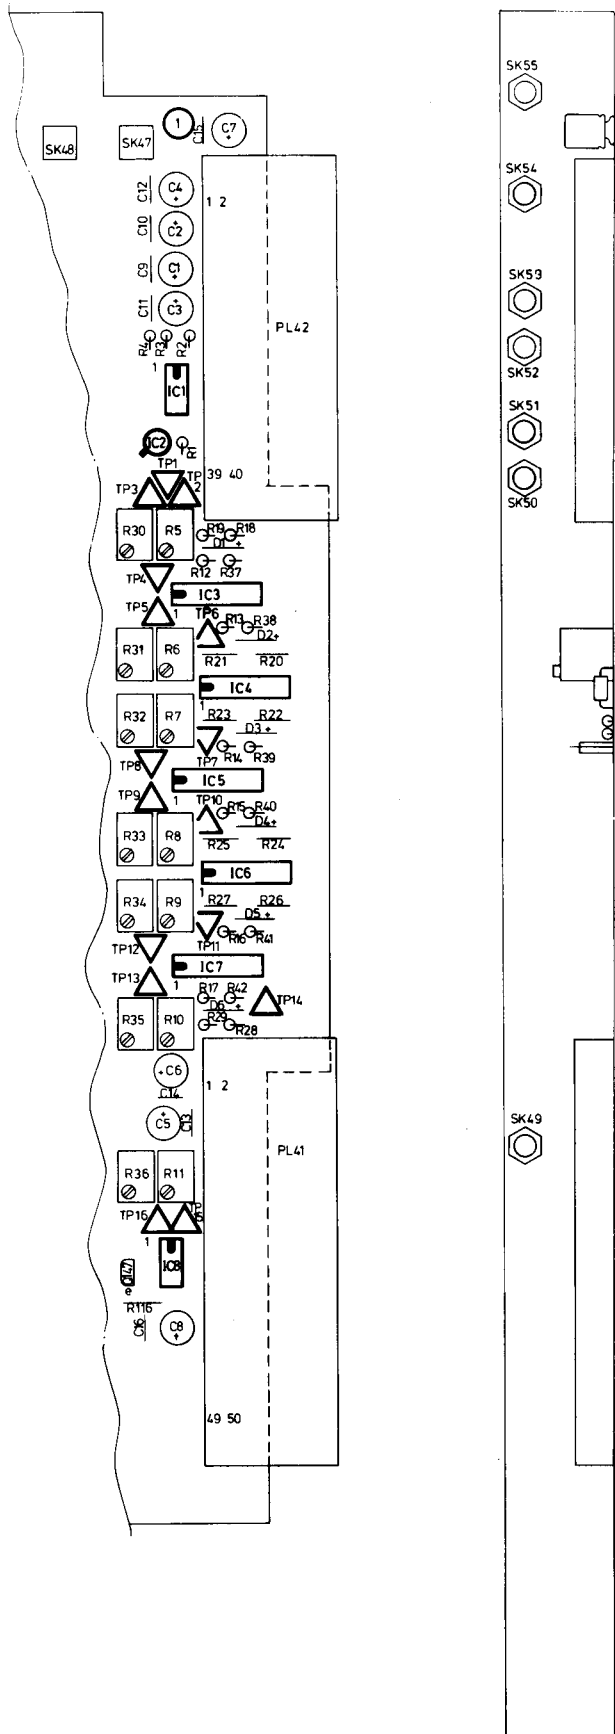 SK55
1
C15
C7
+
SK48
SK47
SK54
C12
C4
+
1 2
C10
+
C2
C9
C1
+
SK53
C11
+
C3
PL42
R4
R3
R2
SK52
1
IC1
SK51
IC2
R1
TP1
39 40
TP3
TP
2
SK50
R30
R5
R19
R18
D1 +
R12
R37
TP4
IC3
TP5
1
TP6
R13
R38
D2+
R31
R6
R21
R20
IC4
1
R32
R7
R23
R22
D3 +
TP7
R14
R39
TP8
IC5
TP9
1
TP10
R15
R40
D4+
R33
R8
R25
R24
IC6
1
R34
R9
R27
R26
D5 +
TP11
R16
R41
TP12
IC7
TP13
1
R17
R42
TP14
D6 +
R35
R10
R29
R28
+C6
1 2
C14
+
C5
C13
PL41
SK49
R36
R11
TP16
TP
1
IC8
e
R116
C16
C8
+
49 50